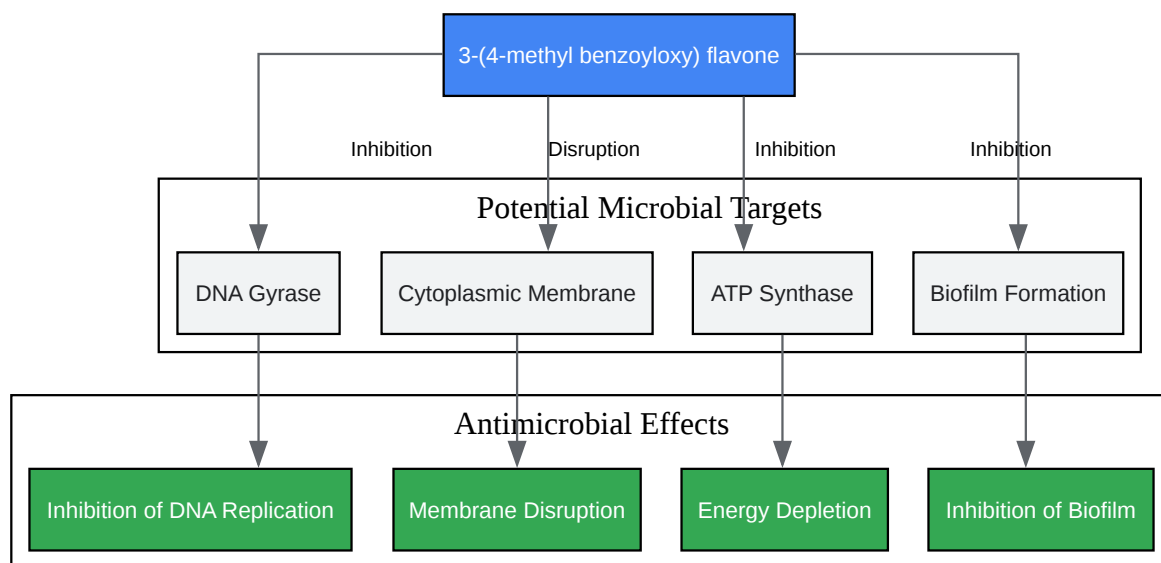 3-(4-methyl benzoyloxy) flavone
Inhibition
Disruption
Inhibition
Inhibition
Potential Microbial Targets
DNA Gyrase
Cytoplasmic Membrane
ATP Synthase
Biofilm Formation
Antimicrobial Effects
Inhibition of DNA Replication
Membrane Disruption
Energy Depletion
Inhibition of Biofilm